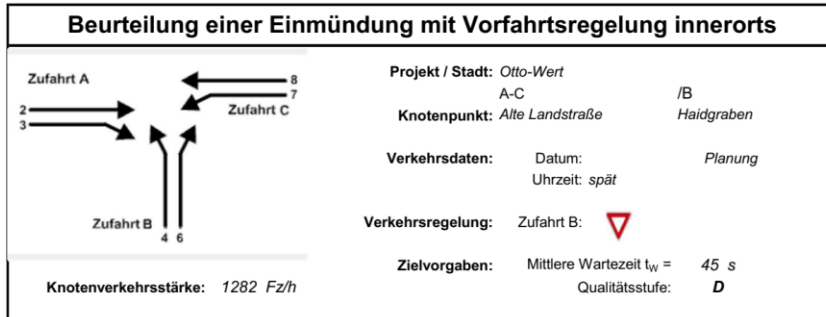 Beurteilung einer Einmündung mit Vorfahrtsregelung innerorts
Zufahrt A
8
7
Zufahrt C
2
3
Zufahrt B
4 6
Knotenverkehrsstärke: 1282 Fz/h
Projekt / Stadt: Otto-Wert
A-C /B
Knotenpunkt: Alte Landstraße Haidgraben
Verkehrsdaten: Datum: Planung
Uhrzeit: spät
Verkehrsregelung: Zufahrt B:
Zielvorgaben: Mittlere Wartezeit tW = 45 s
Qualitätsstufe: D